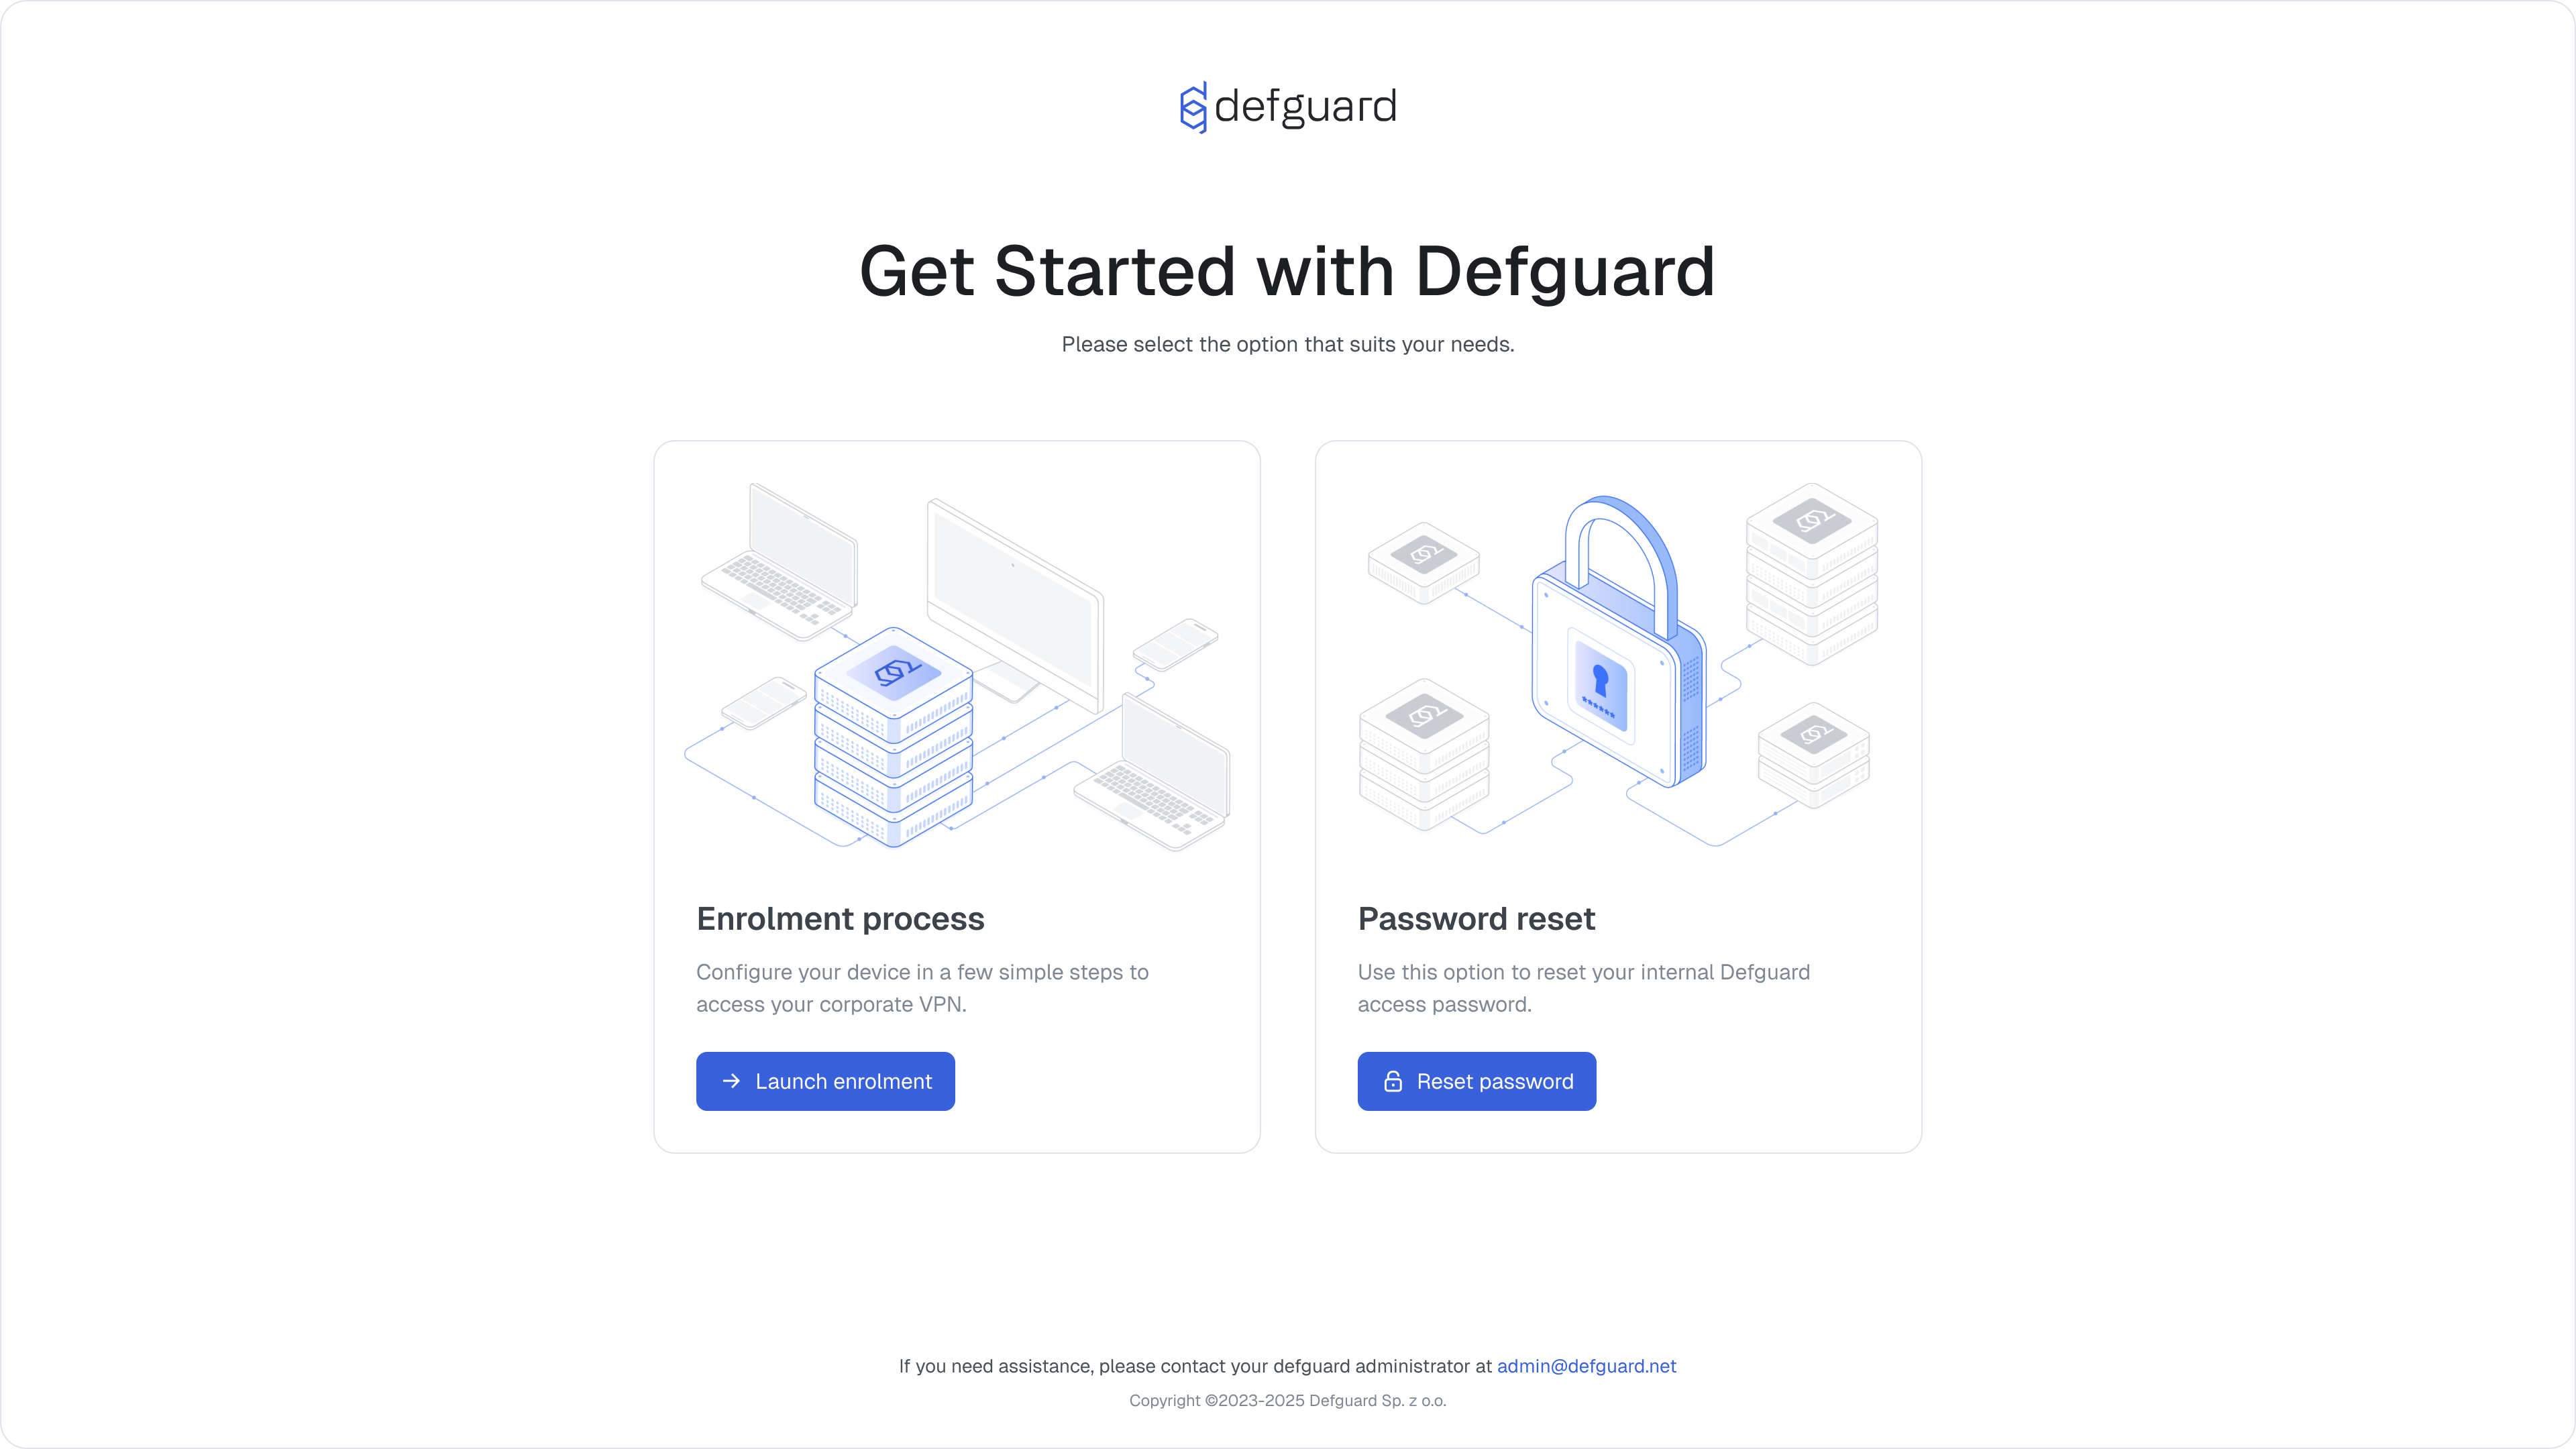 defguard
Get Started with Defguard
Please select the option that suits your needs.
Enrolment process
Configure your device in a few simple steps to
access your corporate VPN.
Launch enrolment
Password reset
Use this option to reset your internal Defguard
access password.
Reset password
If you need assistance, please contact your defguard administrator at admin@defguard.net
Copyright ©2023-2025 Defguard Sp. z o.o.